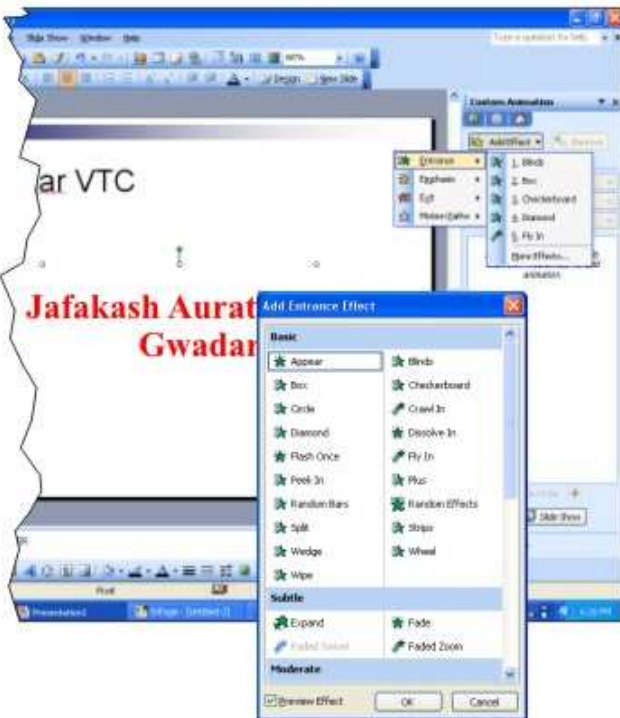 Slide Show Window Help
Type a question for help
Design New Slide
Custom Animation
Add Effect Remove
Entrance
Emphasis
Exit
Motion Paths
1. Blinds
2. Box
3. Checkerboard
4. Diamond
5. Fly In
More Effects...
animation
ar VTC
Jafakash Aurat
Gwadar
Add Entrance Effect
Basic
Appear Blinds
Box Checkerboard
Circle Crawl In
Diamond Dissolve In
Flash Once Fly In
Peek In Plus
Random Bars Random Effects
Split Strips
Wedge Wheel
Wipe
Subtle
Expand Fade
Faded Swivel Faded Zoom
Moderate
Preview Effect OK Cancel
Slide Show
Presentation2